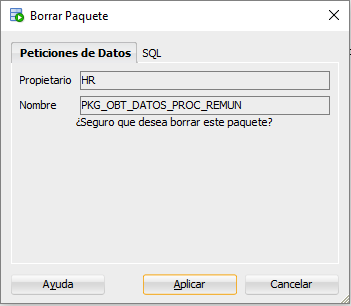 Borrar Paquete
Peticiones de Datos SQL
Propietario HR
Nombre PKG_OBT_DATOS_PROC_REMUN
¿Seguro que desea borrar este paquete?
Ayuda Aplicar Cancelar